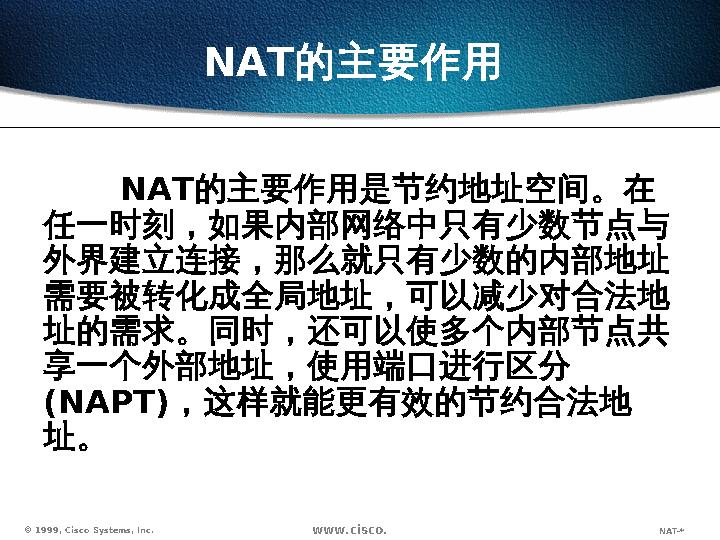 NAT的主要作用
NAT的主要作用是节约地址空间。在
任一时刻，如果内部网络中只有少数节点与
外界建立连接，那么就只有少数的内部地址
需要被转化成全局地址，可以减少对合法地
址的需求。同时，还可以使多个内部节点共
享一个外部地址，使用端口进行区分
(NAPT)，这样就能更有效的节约合法地
址。
© 1999, Cisco Systems, Inc.
www.cisco.
NAT-*